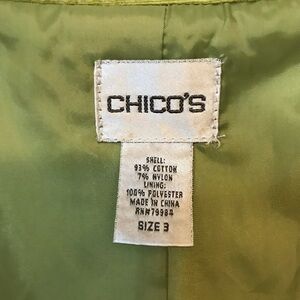 CHICO'S
SHELL:
93% COTTON
7% NYLON
LINING:
100% POLYESTER
MADE IN CHINA
RN#79984
SIZE 3